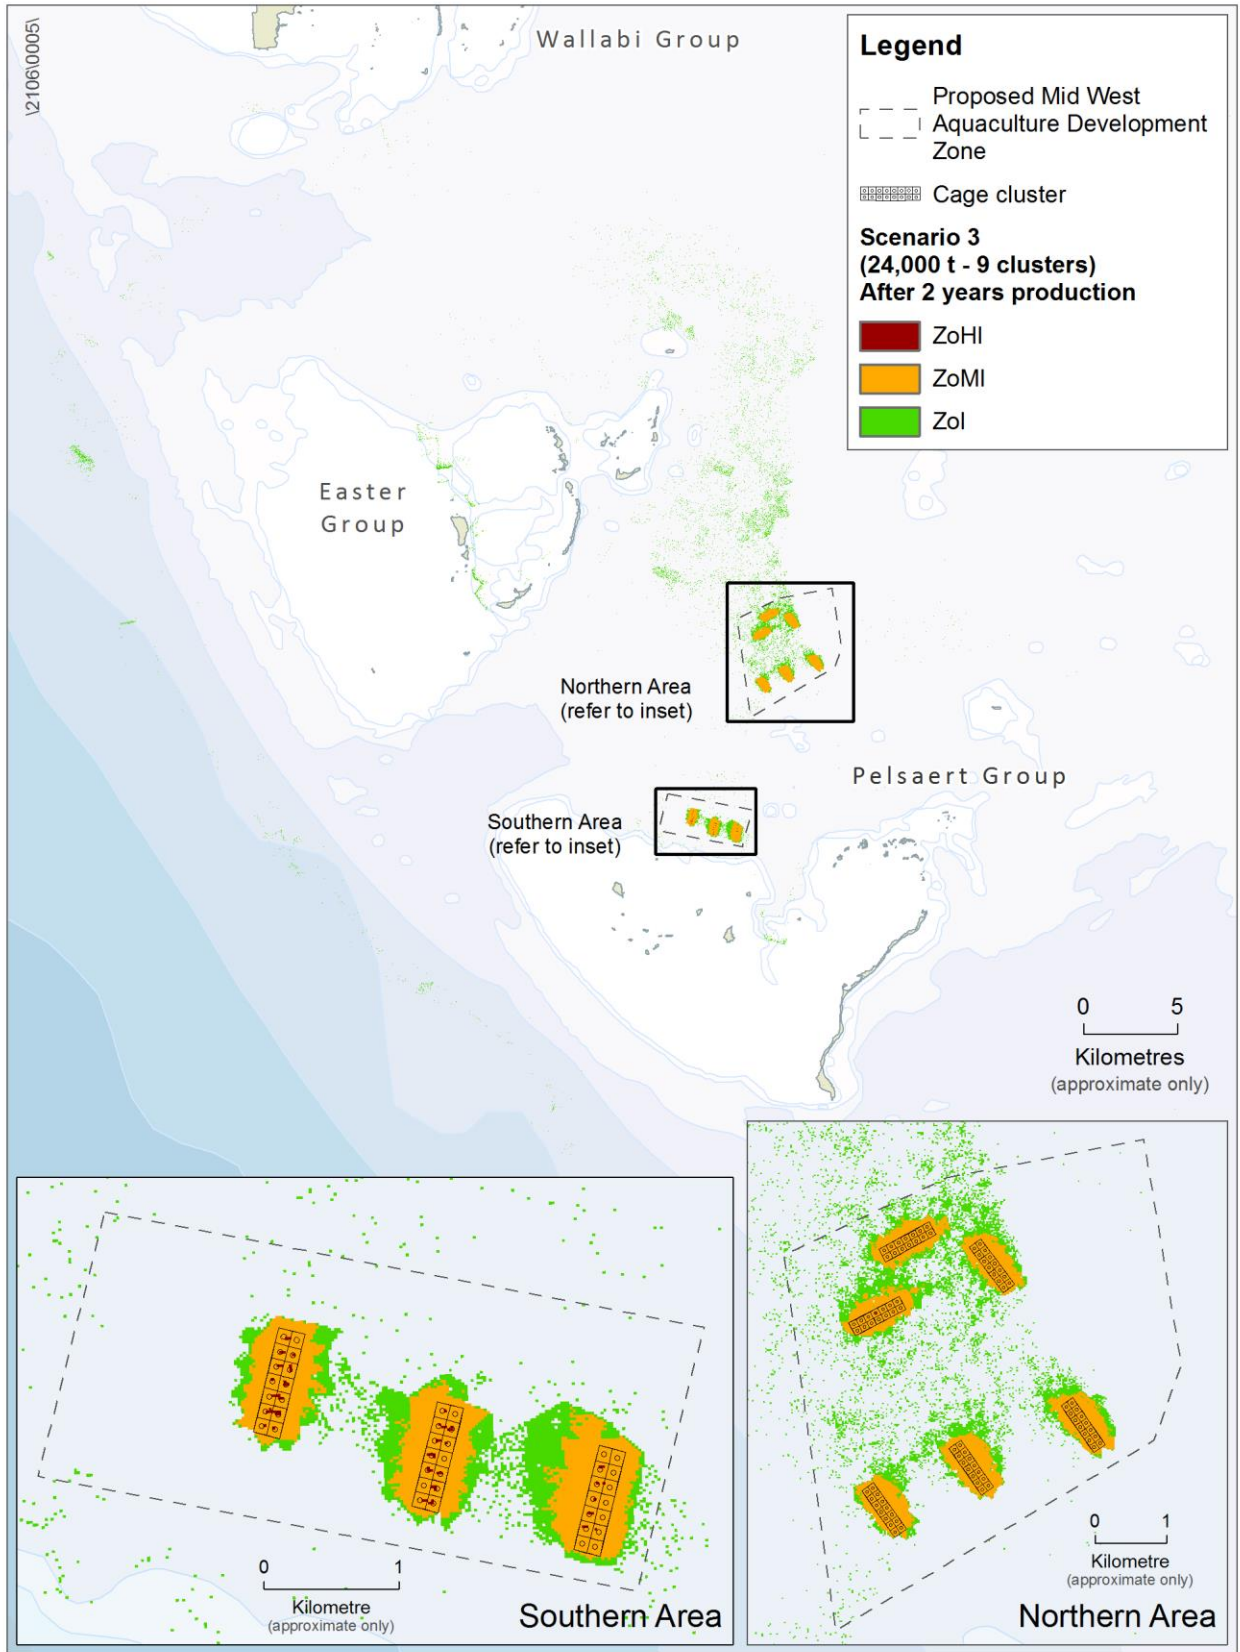 \2106\0005\
Wallabi Group
Legend
Proposed Mid West
Aquaculture Development
Zone
Cage cluster
Scenario 3
(24,000 t - 9 clusters)
After 2 years production
ZoHI
ZoMI
ZoI
Easter
Group
Northern Area
(refer to inset)
Pelsaert Group
Southern Area
(refer to inset)
0 5
Kilometres
(approximate only)
0 1
Kilometre
(approximate only)
Southern Area
0 1
Kilometre
(approximate only)
Northern Area